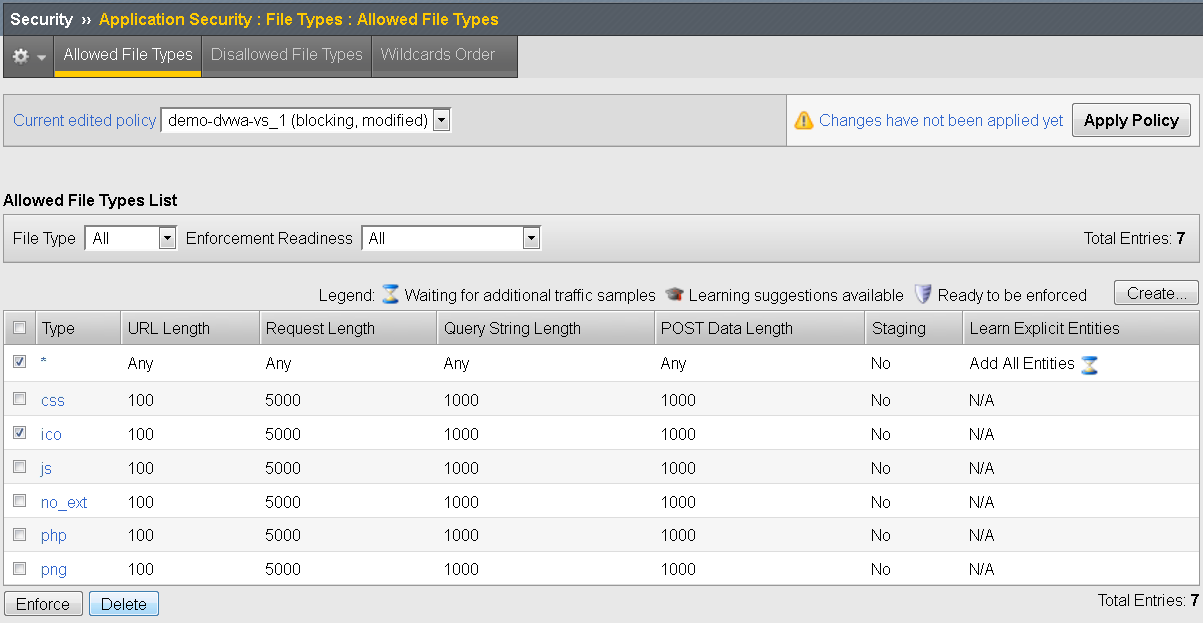 Security ›› Application Security : File Types : Allowed File Types
Allowed File Types Disallowed File Types Wildcards Order
Current edited policy demo-dvwa-vs_1 (blocking, modified) Changes have not been applied yet Apply Policy
Allowed File Types List
File Type All Enforcement Readiness All Total Entries: 7
Legend: Waiting for additional traffic samples Learning suggestions available Ready to be enforced Create...
Type URL Length Request Length Query String Length POST Data Length Staging Learn Explicit Entities
* Any Any Any Any No Add All Entities
css 100 5000 1000 1000 No N/A
ico 100 5000 1000 1000 No N/A
js 100 5000 1000 1000 No N/A
no_ext 100 5000 1000 1000 No N/A
php 100 5000 1000 1000 No N/A
png 100 5000 1000 1000 No N/A
Enforce Delete Total Entries: 7